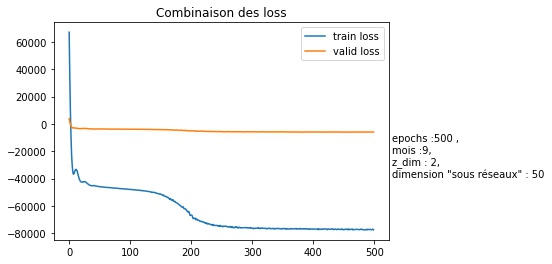 Combinaison des loss
train loss
valid loss
60000
40000
20000
0
−20000
−40000
−60000
−80000
0
100
200
300
400
500
epochs :500 ,
mois :9,
z_dim : 2,
dimension "sous réseaux" : 50